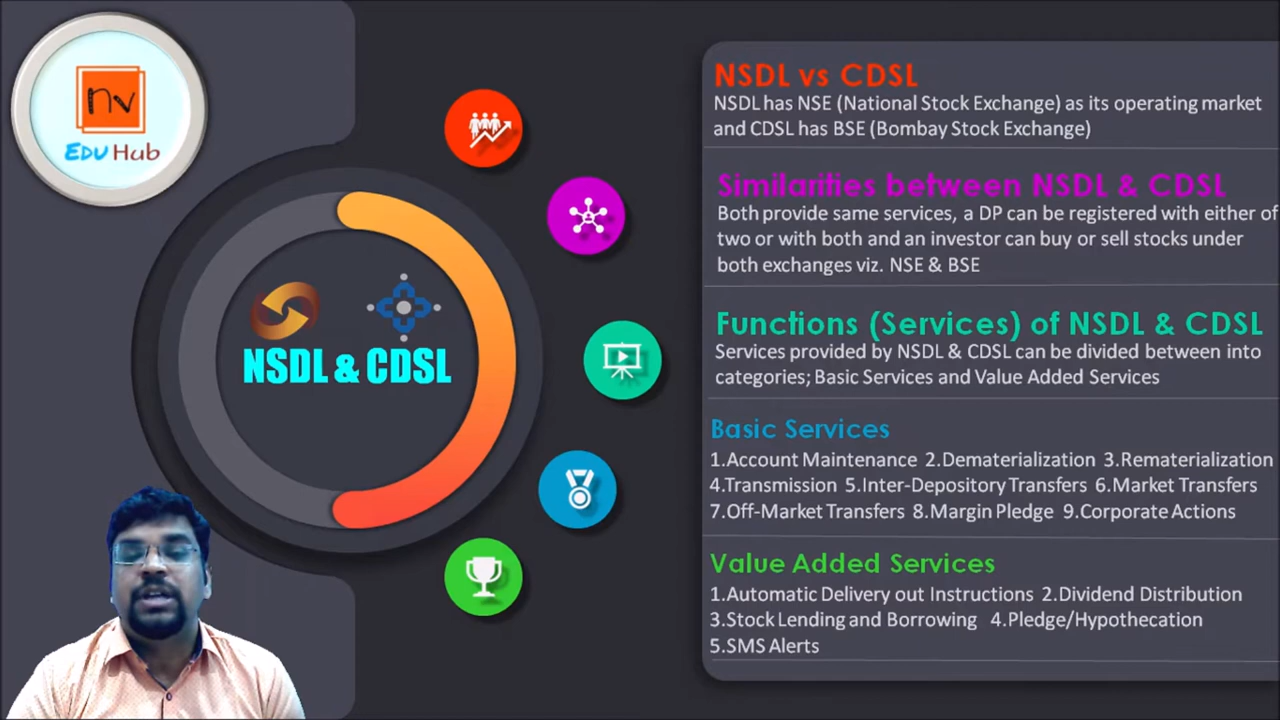 nv
EDU Hub
NSDL & CDSL
NSDL vs CDSL
NSDL has NSE (National Stock Exchange) as its operating market
and CDSL has BSE (Bombay Stock Exchange)
Similarities between NSDL & CDSL
Both provide same services, a DP can be registered with either of
two or with both and an investor can buy or sell stocks under
both exchanges viz. NSE & BSE
Functions (Services) of NSDL & CDSL
Services provided by NSDL & CDSL can be divided between into
categories; Basic Services and Value Added Services
Basic Services
1.Account Maintenance 2.Dematerialization 3.Rematerialization
4.Transmission 5.Inter-Depository Transfers 6.Market Transfers
7.Off-Market Transfers 8.Margin Pledge 9.Corporate Actions
Value Added Services
1.Automatic Delivery out Instructions 2.Dividend Distribution
3.Stock Lending and Borrowing 4.Pledge/Hypothecation
5.SMS Alerts